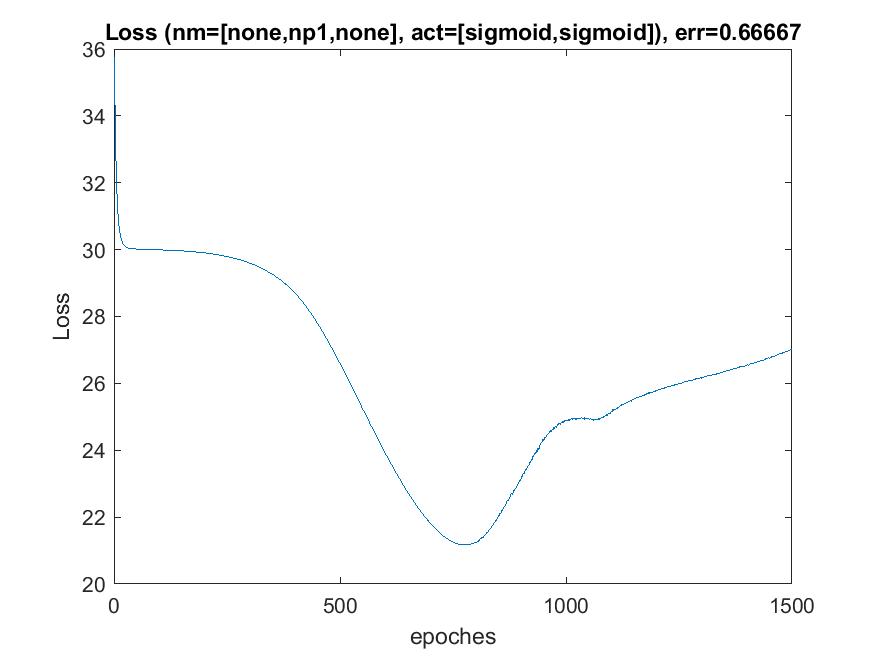 Loss (nm=[none,np1,none], act=[sigmoid,sigmoid]), err=0.66667
36
34
32
30
28
26
24
22
20
Loss
0 500 1000 1500
epoches